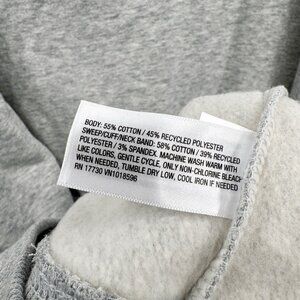 BODY: 55% COTTON / 45% RECYCLED POLYESTER
SWEEP/CUFF/NECK BAND: 58% COTTON / 39% RECYCLED
POLYESTER / 3% SPANDEX. MACHINE WASH WARM WITH
LIKE COLORS, GENTLE CYCLE. ONLY NON-CHLORINE BLEACH
WHEN NEEDED, TUMBLE DRY LOW, COOL IRON IF NEEDED
RN 17730 VN1018596